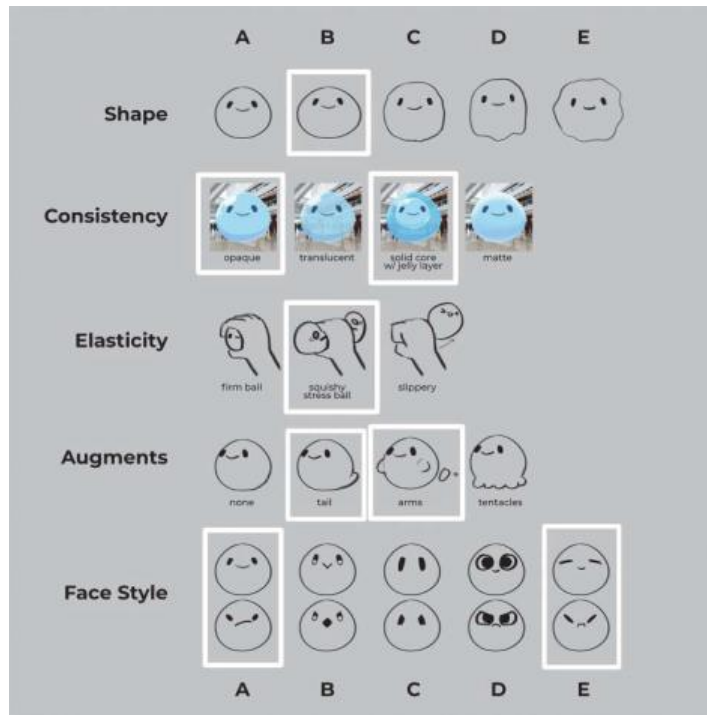 A B C D E
Shape
Consistency
opaque translucent solid core matte
w/ jelly layer
Elasticity
firm ball squishy slippery
stress ball
Augments
none tail arms tentacles
Face Style
A B C D E